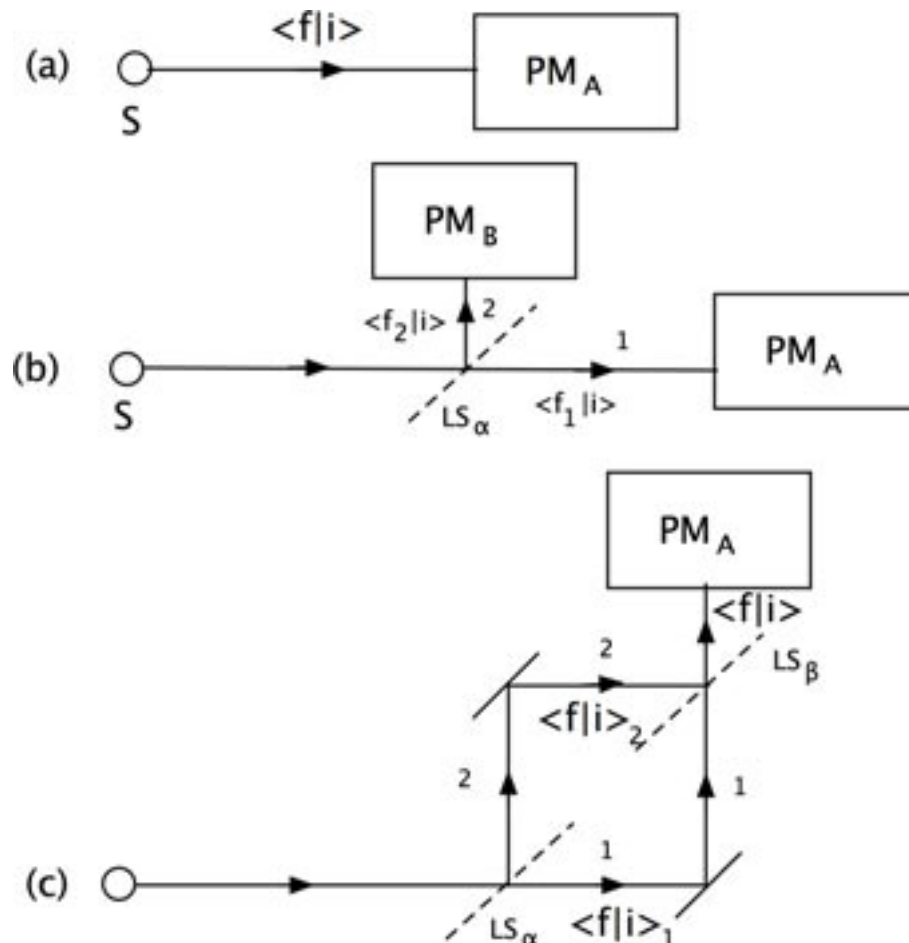 <f|i>
(a)
S
PM A
PM B
<f2|i>
2
1
(b)
S
PM A
LSα
<f1|i>
PM A
<f|i>
2
LSβ
<f|i>2
2
1
1
(c)
LSα
<f|i>1